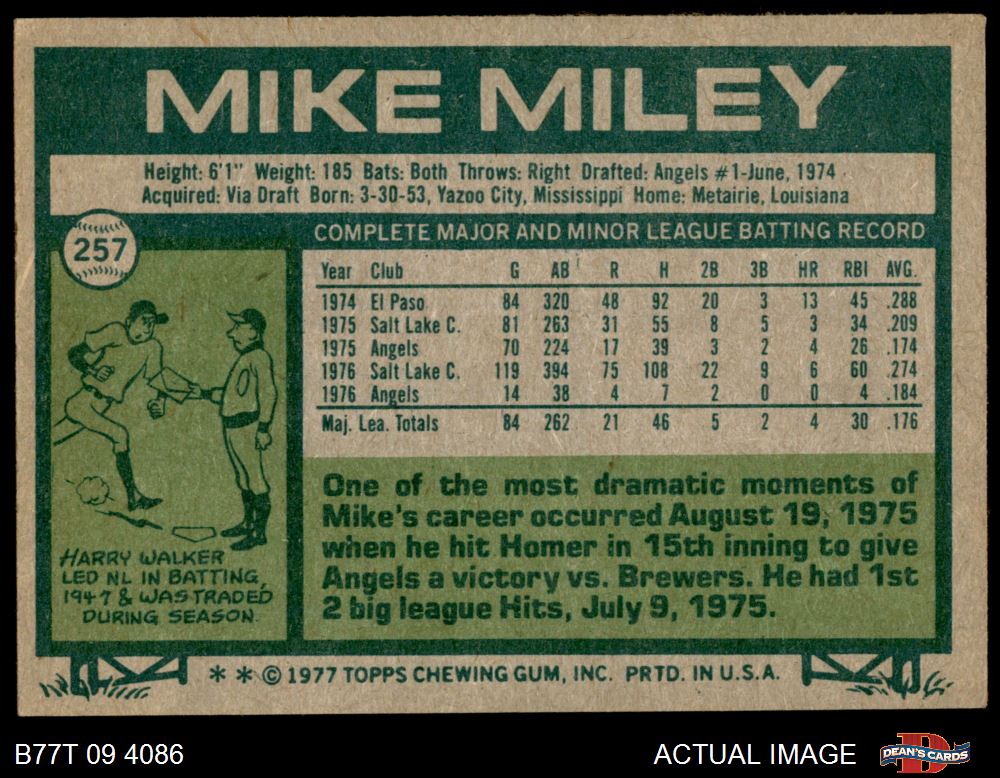 MIKE MILEY
Height: 6'1" Weight: 185 Bats: Both Throws: Right Drafted: Angels #1-June, 1974
Acquired: Via Draft Born: 3-30-53, Yazoo City, Mississippi Home: Metairie, Louisiana
257
COMPLETE MAJOR AND MINOR LEAGUE BATTING RECORD
Year Club G AB R H 2B 3B HR RBI AVG.
1974 El Paso 84 320 48 92 20 3 13 45 .288
1975 Salt Lake C. 81 263 31 55 8 5 3 34 .209
1975 Angels 70 224 17 39 3 2 4 26 .174
1976 Salt Lake C. 119 394 75 108 22 9 6 60 .274
1976 Angels 14 38 4 7 2 0 0 4 .184
Maj. Lea. Totals 84 262 21 46 5 2 4 30 .176
HARRY WALKER
LED NL IN BATTING,
1947 & WAS TRADED
DURING SEASON.
One of the most dramatic moments of
Mike's career occurred August 19, 1975
when he hit Homer in 15th inning to give
Angels a victory vs. Brewers. He had 1st
2 big league Hits, July 9, 1975.
** © 1977 TOPPS CHEWING GUM, INC. PRTD. IN U.S.A.
B77T 09 4086
ACTUAL IMAGE
DEAN'S CARDS